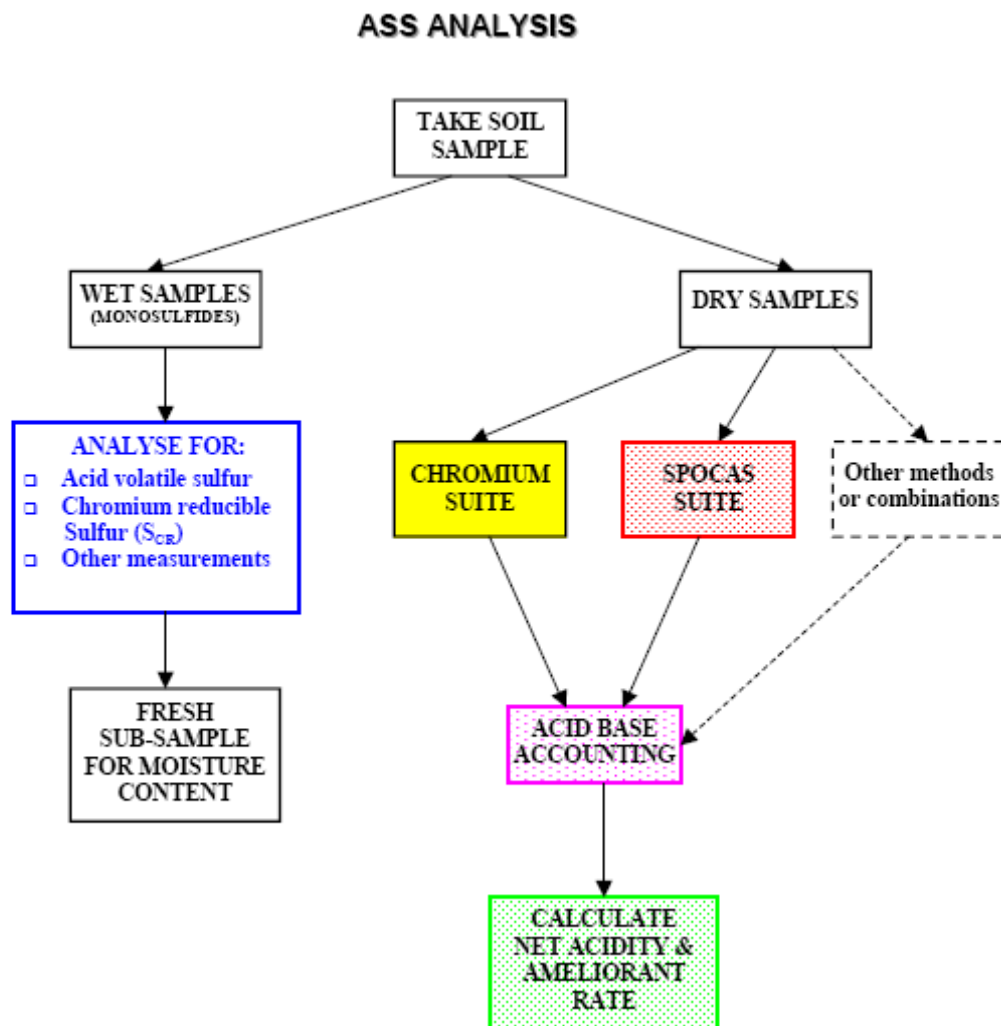 ASS ANALYSIS
TAKE SOIL
SAMPLE
WET SAMPLES
(MONOSULFIDES)
DRY SAMPLES
ANALYSE FOR:
❑ Acid volatile sulfur
❑ Chromium reducible
Sulfur (S_CR)
❑ Other measurements
CHROMIUM
SUITE
SPOCAS
SUITE
Other methods
or combinations
FRESH
SUB-SAMPLE
FOR MOISTURE
CONTENT
ACID BASE
ACCOUNTING
CALCULATE
NET ACIDITY &
AMELIORANT
RATE